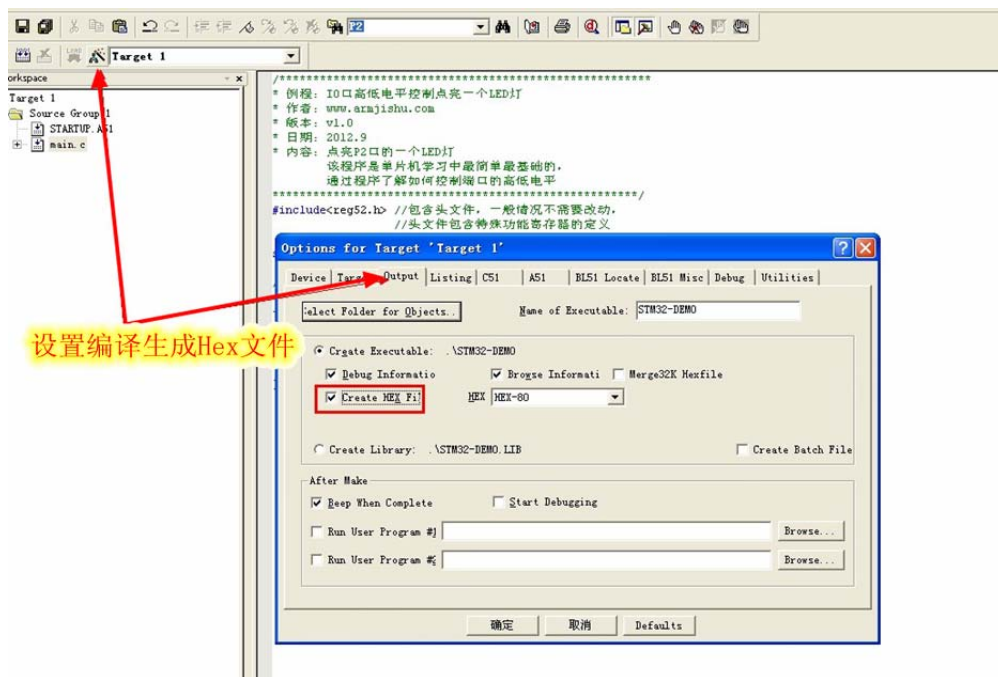 P2
Target 1
orkspace
Target 1
Source Group 1
STARTUP.A51
main.c
/*******************************************************
* 例程: IO口高低电平控制点亮一个LED灯
* 作者: www.armjishu.com
* 版本: v1.0
* 日期: 2012.9
* 内容: 点亮P2口的一个LED灯
该程序是单片机学习中最简单最基础的,
通过程序了解如何控制端口的高低电平
******************************************************/
#include<reg52.h> //包含头文件,一般情况不需要改动,
//头文件包含特殊功能寄存器的定义
Options for Target 'Target 1'
Device Targ Output Listing C51 A51 BL51 Locate BL51 Misc Debug Utilities
elect Folder for Objects.. Name of Executable: STM32-DEMO
设置编译生成Hex文件
Create Executable: .\STM32-DEMO
Debug Informatio Browse Informati Merge32K Hexfile
Create HEX Fi HEX HEX-80
Create Library: .\STM32-DEMO.LIB Create Batch File
After Make
Beep When Complete Start Debugging
Run User Program # Browse...
Run User Program # Browse...
确定 取消 Defaults